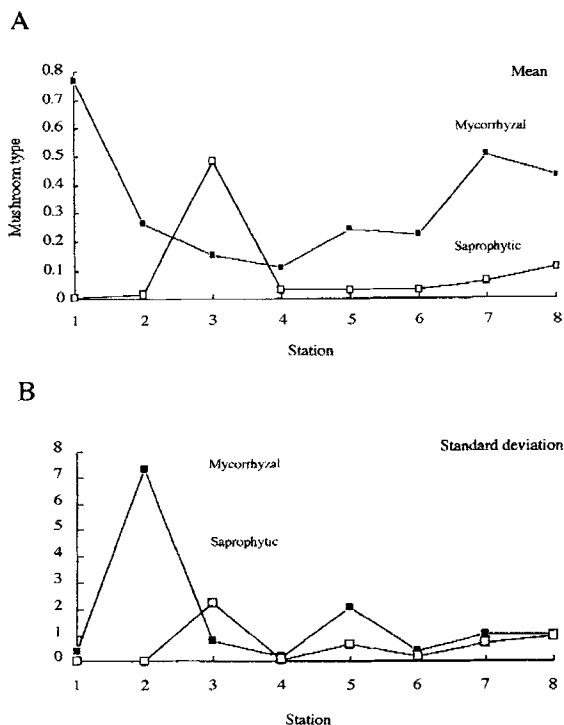 A
Mean
0.8
0.7
0.6
0.5
0.4
0.3
0.2
0.1
0
Mushroom type
Mycorrhyzal
Saprophytic
1 2 3 4 5 6 7 8
Station
B
Standard deviation
8
7
6
5
4
3
2
1
0
Mycorrhyzal
Saprophytic
1 2 3 4 5 6 7 8
Station